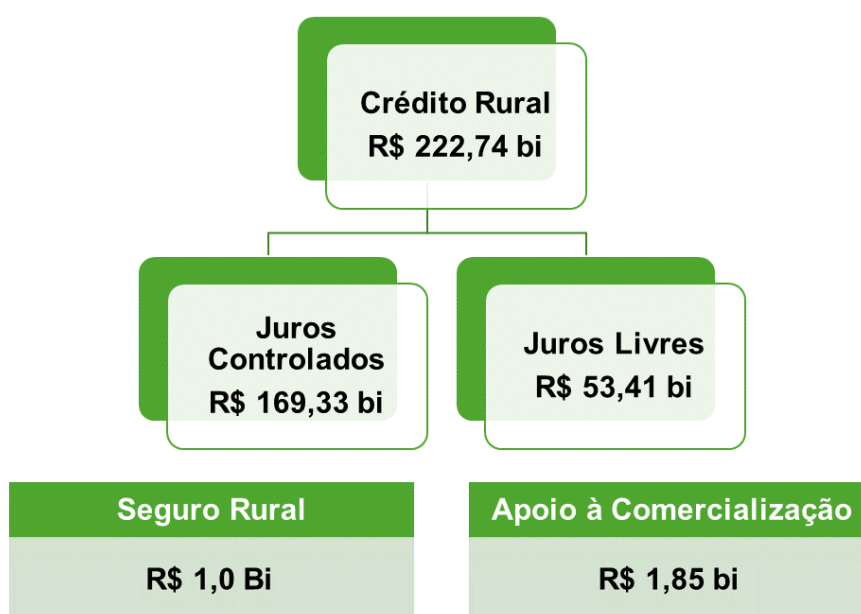 Crédito Rural
R$ 222,74 bi
Juros
Controlados
R$ 169,33 bi
Juros Livres
R$ 53,41 bi
Seguro Rural
R$ 1,0 Bi
Apoio à Comercialização
R$ 1,85 bi